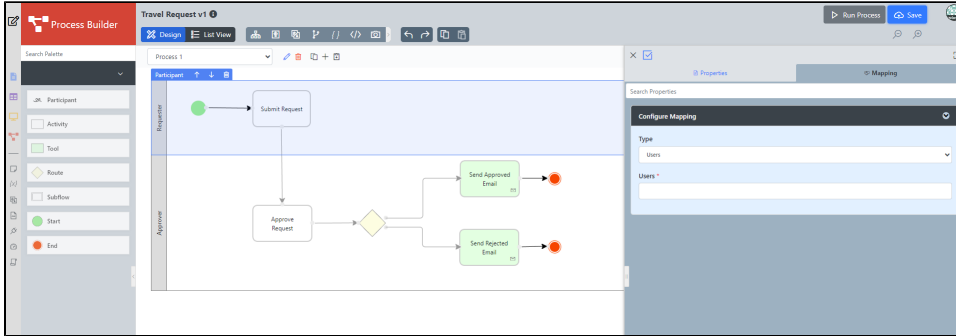 Travel Request v1
Process Builder
Run Process
Save
Design
List View
Search Palette
Process 1
Participant
Participant
Activity
Tool
Route
Subflow
Start
End
Requester
Submit Request
Approver
Approve
Request
Send Approved
Email
Send Rejected
Email
Properties
Mapping
Search Properties
Configure Mapping
Type
Users
Users *